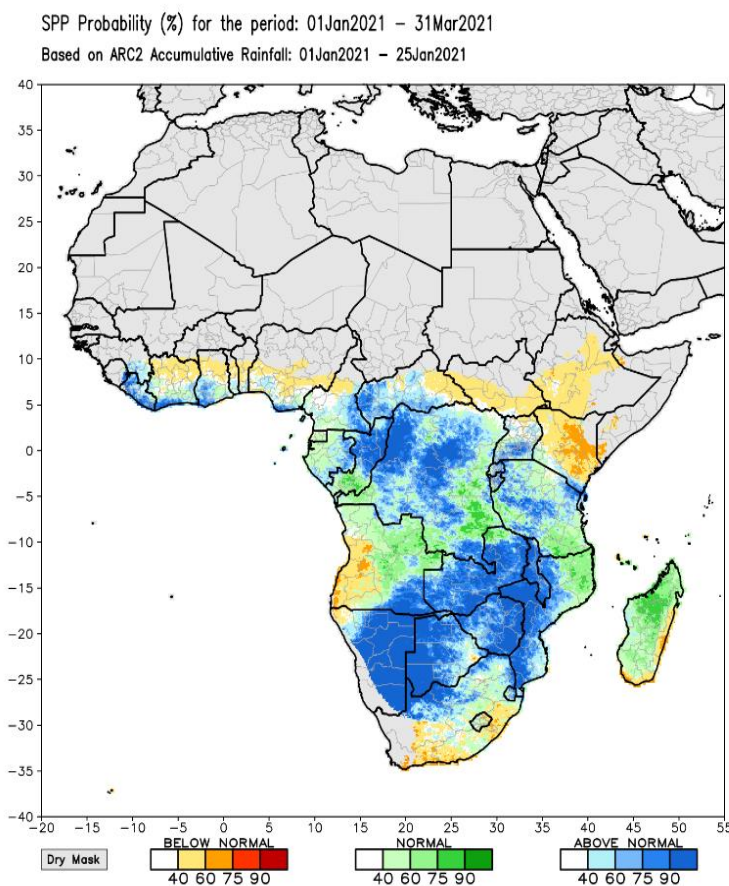 SPP Probability (%) for the period: 01Jan2021 – 31Mar2021
Based on ARC2 Accumulative Rainfall: 01Jan2021 – 25Jan2021
40
35
30
25
20
15
10
5
0
−5
−10
−15
−20
−25
−30
−35
−40
−20 −15 −10 −5 0 5 10 15 20 25 30 35 40 45 50 55
Dry Mask
BELOW NORMAL NORMAL ABOVE NORMAL
40 60 75 90 40 60 75 90 40 60 75 90